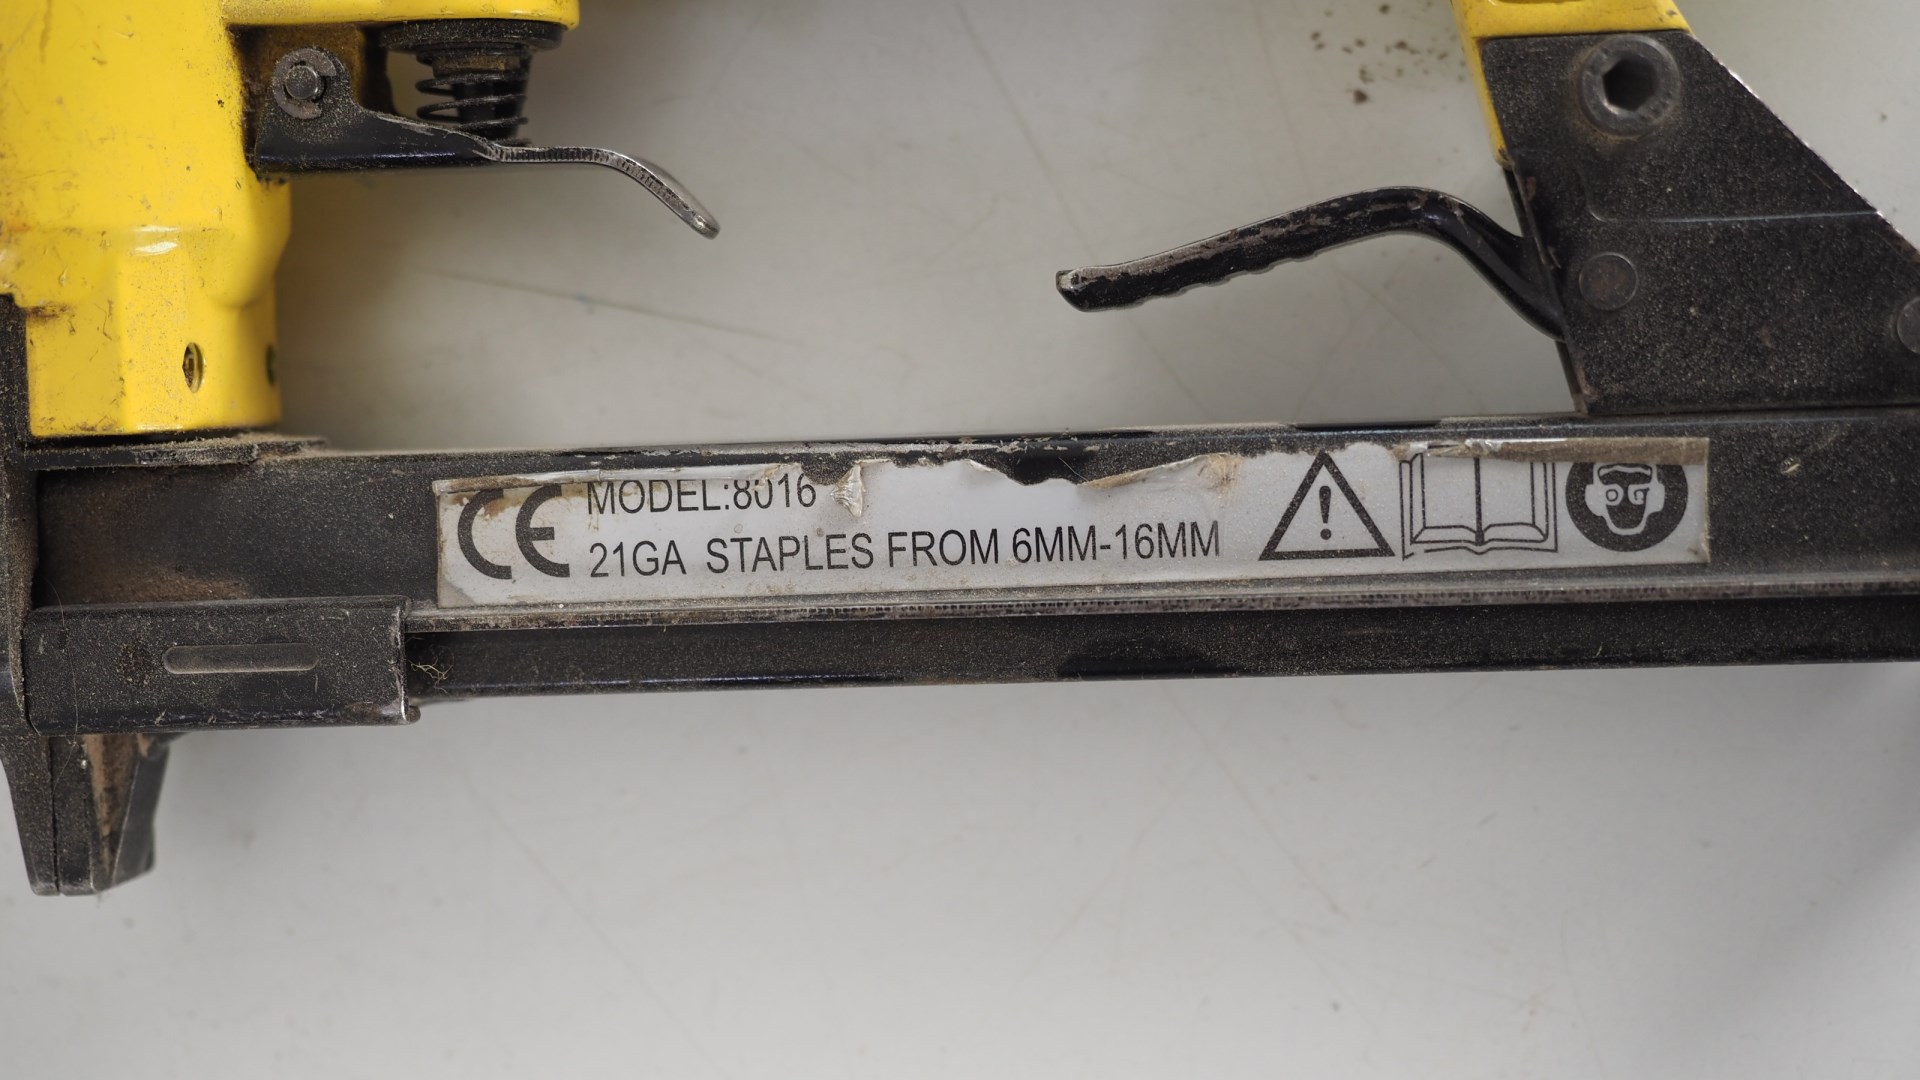 CE
MODEL:8016
21GA STAPLES FROM 6MM-16MM